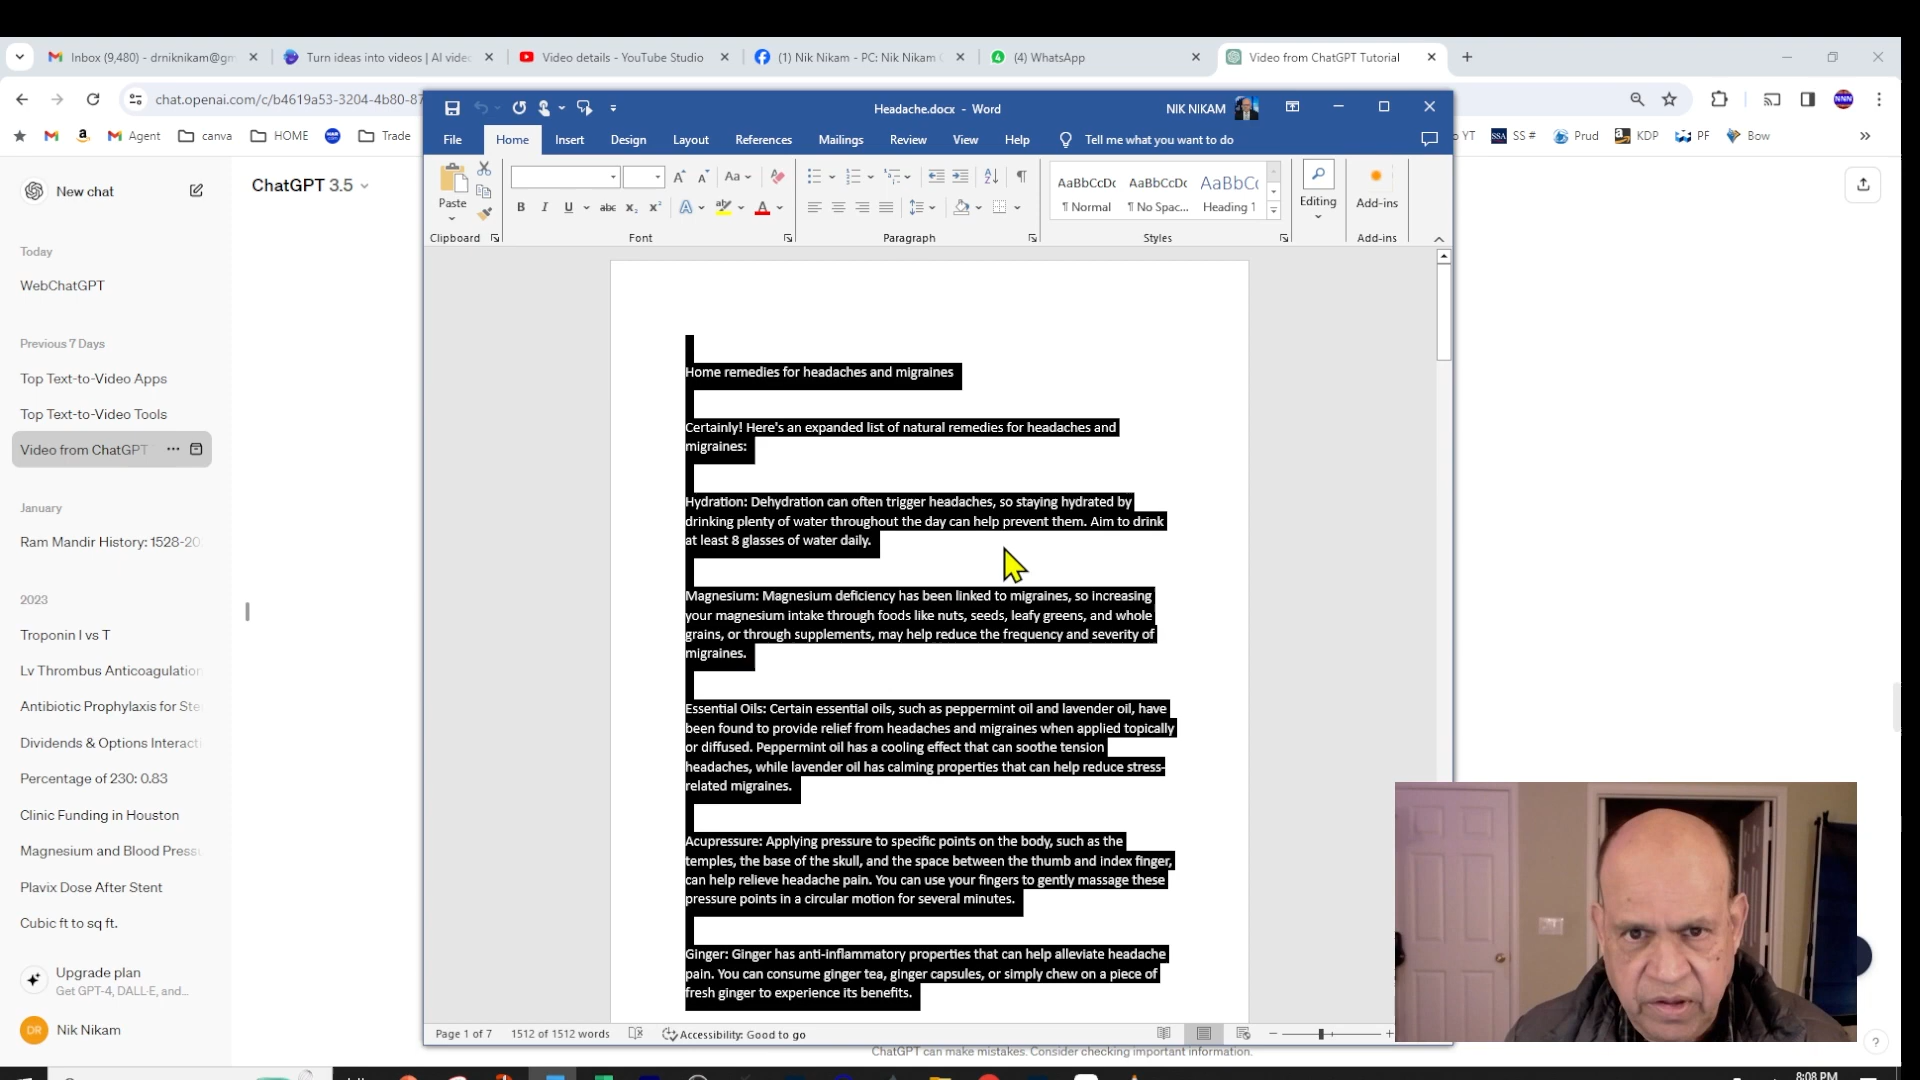 Inbox (9,480) - drniknikam@gm
Turn ideas into videos | AI vide
Video details - YouTube Studio
(1) Nik Nikam - PC: Nik Nikam
(4) WhatsApp
Video from ChatGPT Tutorial
chat.openai.com/c/b4619a53-3204-4b80-87
NNN
Agent
canva
HOME
Trade
YT
SSA SS #
Prud
KDP
PF
Bow
Headache.docx - Word
NIK NIKAM
File
Home
Insert
Design
Layout
References
Mailings
Review
View
Help
Tell me what you want to do
Paste
Clipboard
Font
Paragraph
AaBbCcDc
AaBbCcDc
AaBbCc
¶ Normal
¶ No Spac...
Heading 1
Styles
Editing
Add-ins
Add-ins
New chat
ChatGPT 3.5
Today
WebChatGPT
Previous 7 Days
Top Text-to-Video Apps
Top Text-to-Video Tools
Video from ChatGPT
January
Ram Mandir History: 1528-20
2023
Troponin I vs T
Lv Thrombus Anticoagulation
Antibiotic Prophylaxis for Ste
Dividends & Options Interacti
Percentage of 230: 0.83
Clinic Funding in Houston
Magnesium and Blood Pressu
Plavix Dose After Stent
Cubic ft to sq ft.
Upgrade plan
Get GPT-4, DALL·E, and...
DR
Nik Nikam
Home remedies for headaches and migraines
Certainly! Here's an expanded list of natural remedies for headaches and
migraines:
Hydration: Dehydration can often trigger headaches, so staying hydrated by
drinking plenty of water throughout the day can help prevent them. Aim to drink
at least 8 glasses of water daily.
Magnesium: Magnesium deficiency has been linked to migraines, so increasing
your magnesium intake through foods like nuts, seeds, leafy greens, and whole
grains, or through supplements, may help reduce the frequency and severity of
migraines.
Essential Oils: Certain essential oils, such as peppermint oil and lavender oil, have
been found to provide relief from headaches and migraines when applied topically
or diffused. Peppermint oil has a cooling effect that can soothe tension
headaches, while lavender oil has calming properties that can help reduce stress-
related migraines.
Acupressure: Applying pressure to specific points on the body, such as the
temples, the base of the skull, and the space between the thumb and index finger,
can help relieve headache pain. You can use your fingers to gently massage these
pressure points in a circular motion for several minutes.
Ginger: Ginger has anti-inflammatory properties that can help alleviate headache
pain. You can consume ginger tea, ginger capsules, or simply chew on a piece of
fresh ginger to experience its benefits.
Page 1 of 7
1512 of 1512 words
Accessibility: Good to go
ChatGPT can make mistakes. Consider checking important information.
8:08 PM